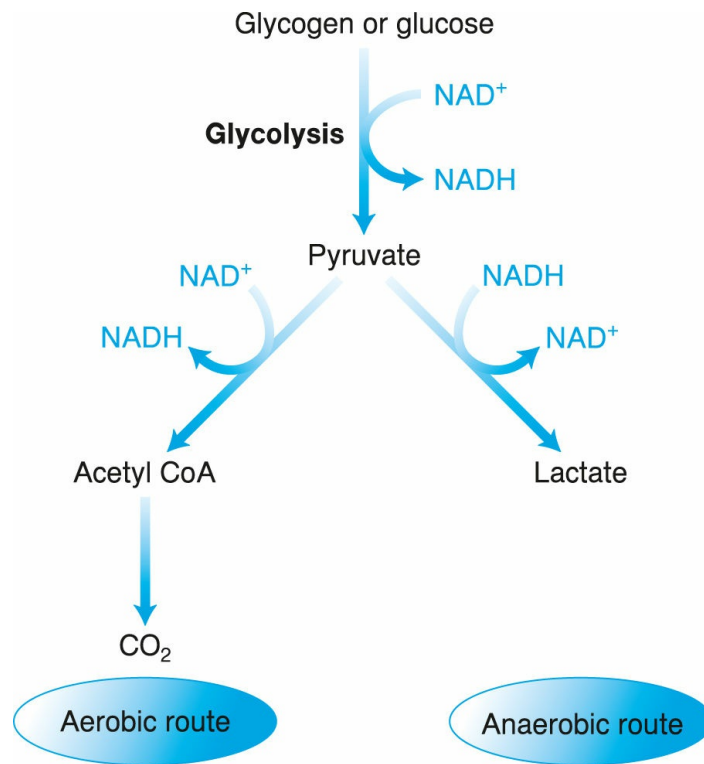 Glycogen or glucose
NAD⁺
Glycolysis
NADH
Pyruvate
NAD⁺
NADH
NADH
NAD⁺
Acetyl CoA
Lactate
CO₂
Aerobic route
Anaerobic route